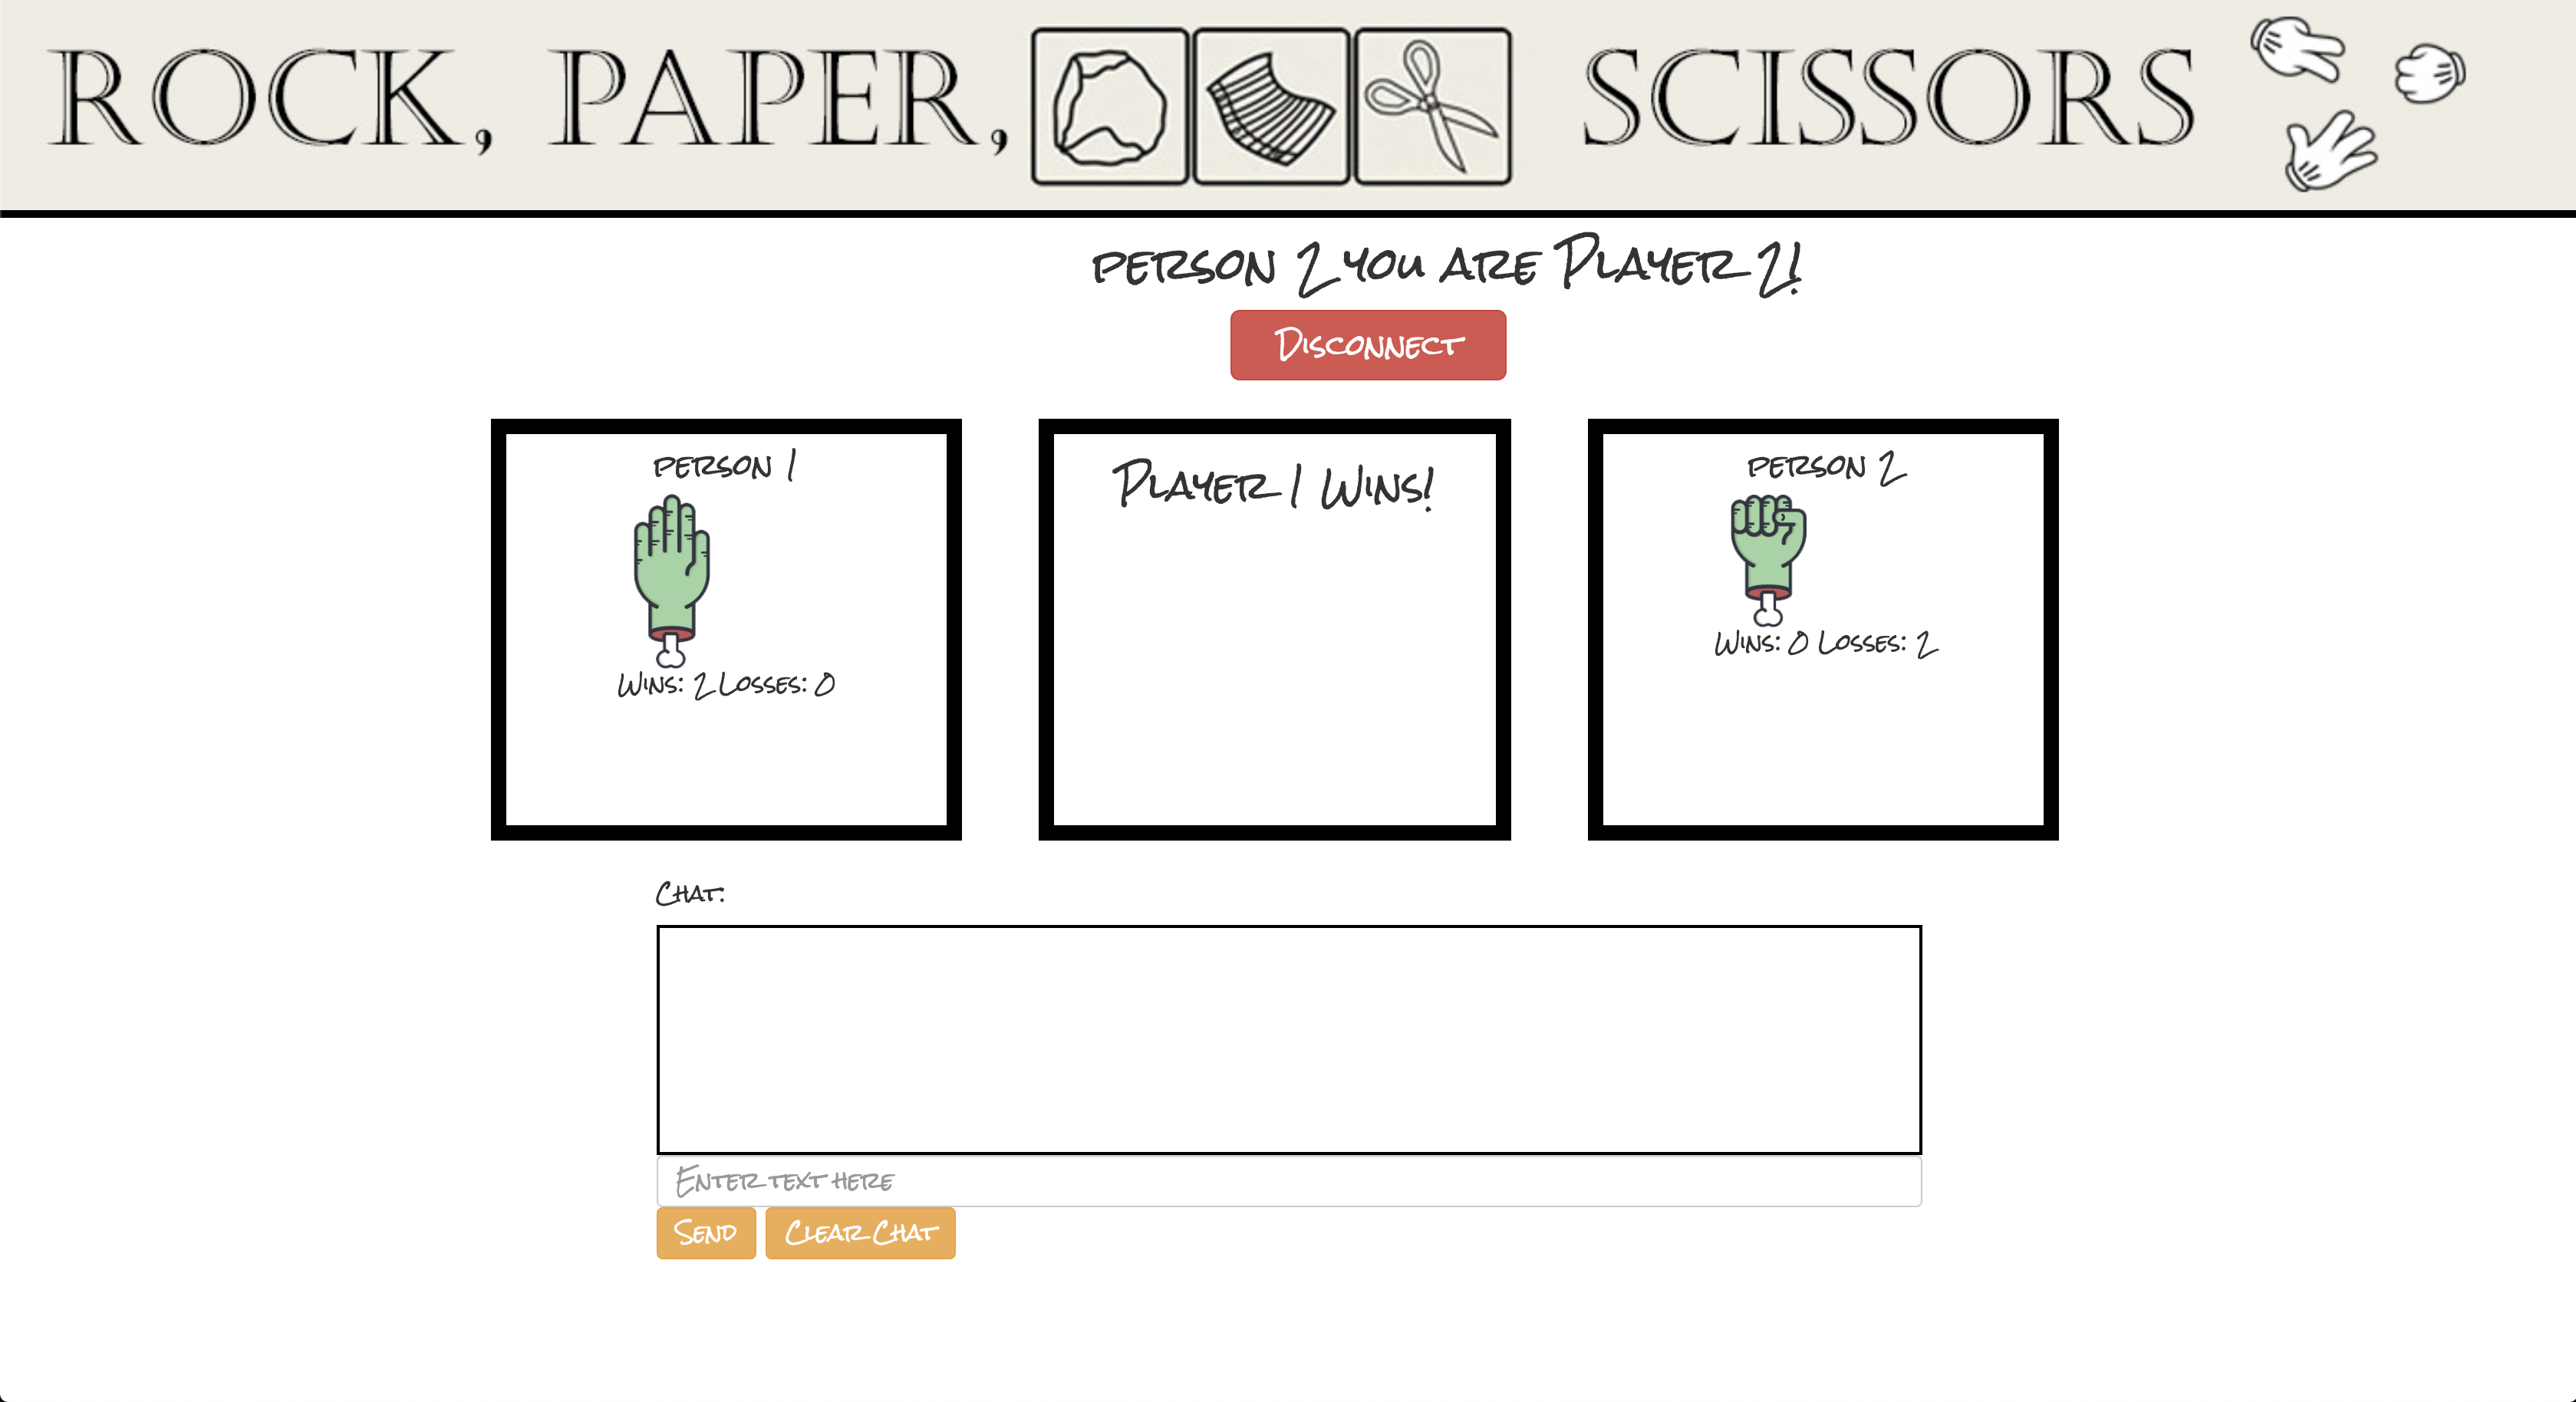 ROCK, PAPER, SCISSORS
person 2 you are Player 2!
Disconnect
person 1
Wins: 2 Losses: 0
Player 1 Wins!
person 2
Wins: 0 Losses: 2
Chat:
Enter text here
Send
Clear Chat